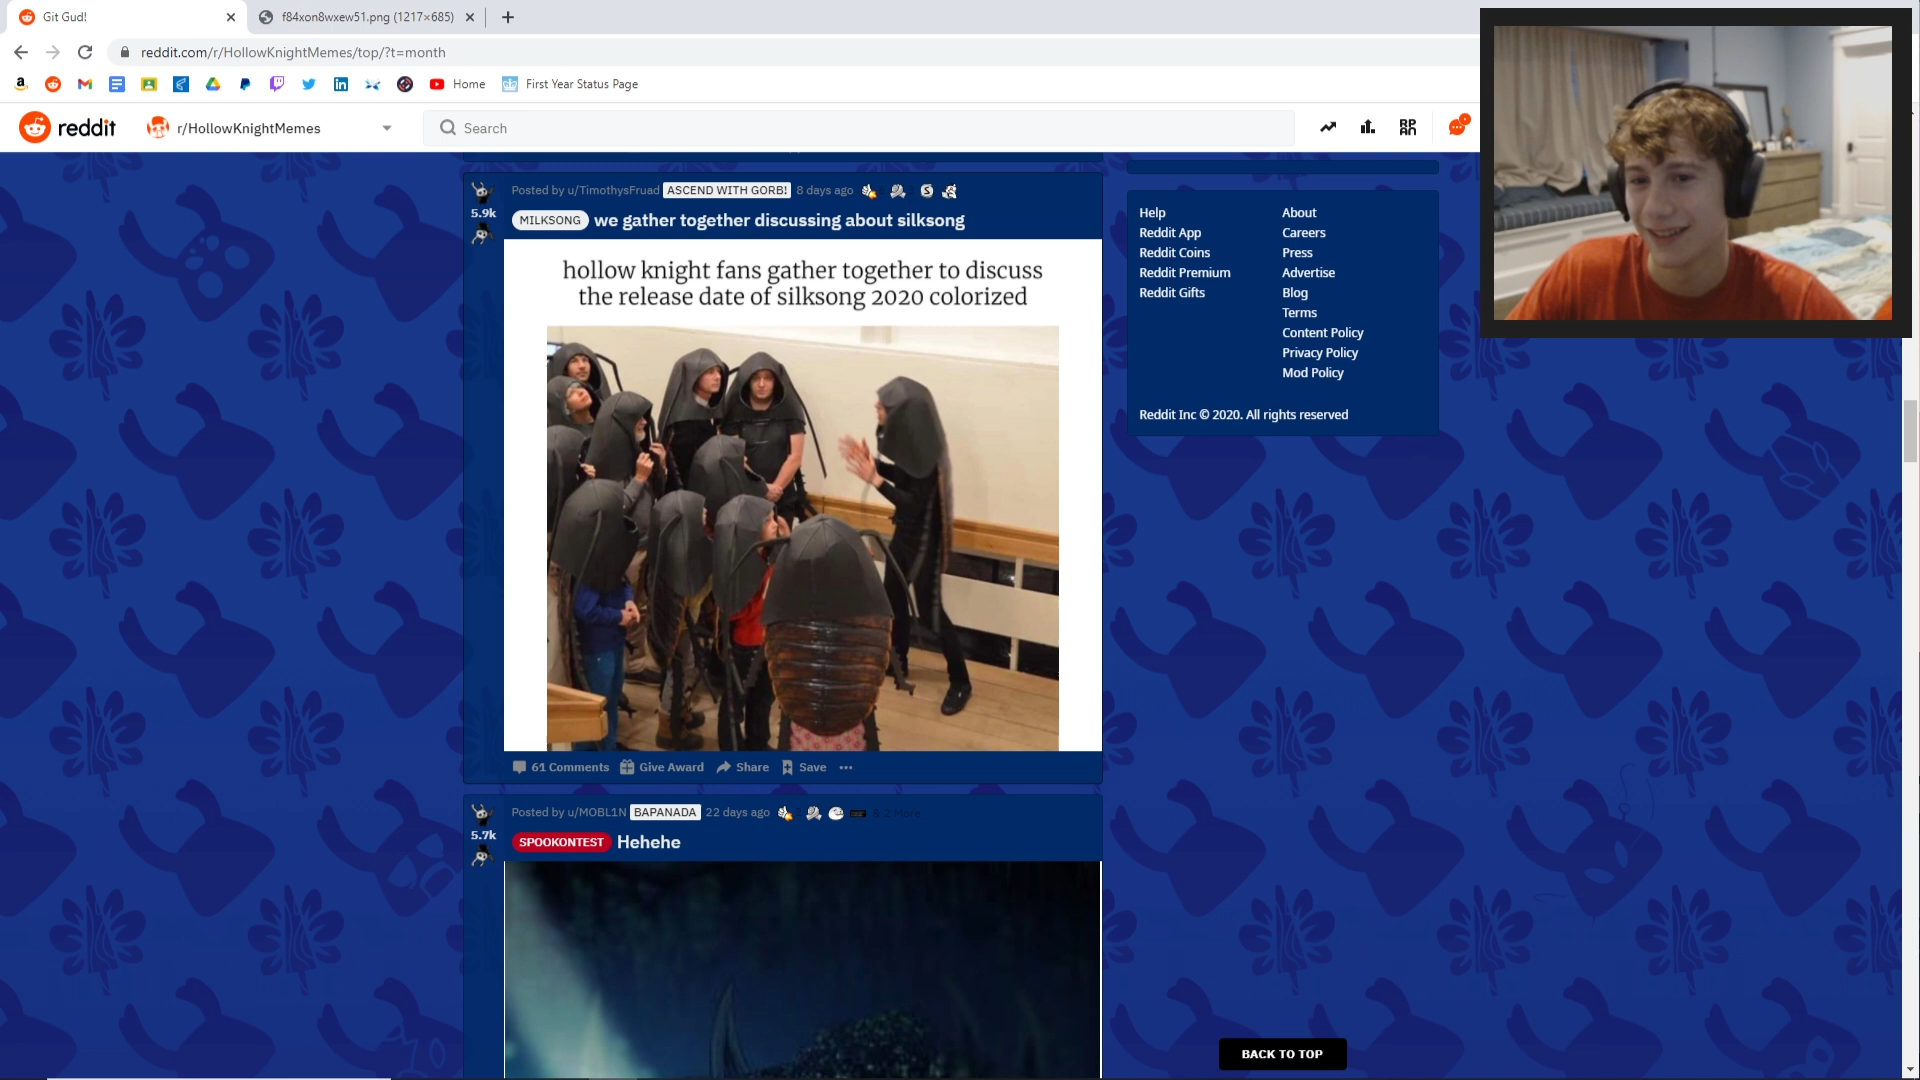 Git Gud!
f84xon8wxew51.png (1217×685)
reddit.com/r/HollowKnightMemes/top/?t=month
Home
First Year Status Page
reddit
r/HollowKnightMemes
Search
Posted by u/TimothysFruad ASCEND WITH GORB! 8 days ago
5.9k
MILKSONG we gather together discussing about silksong
hollow knight fans gather together to discuss
the release date of silksong 2020 colorized
61 Comments Give Award Share Save
Posted by u/MOBL1N BAPANADA 22 days ago & 2 More
5.7k
SPOOKONTEST Hehehe
Help
Reddit App
Reddit Coins
Reddit Premium
Reddit Gifts
About
Careers
Press
Advertise
Blog
Terms
Content Policy
Privacy Policy
Mod Policy
Reddit Inc © 2020. All rights reserved
BACK TO TOP